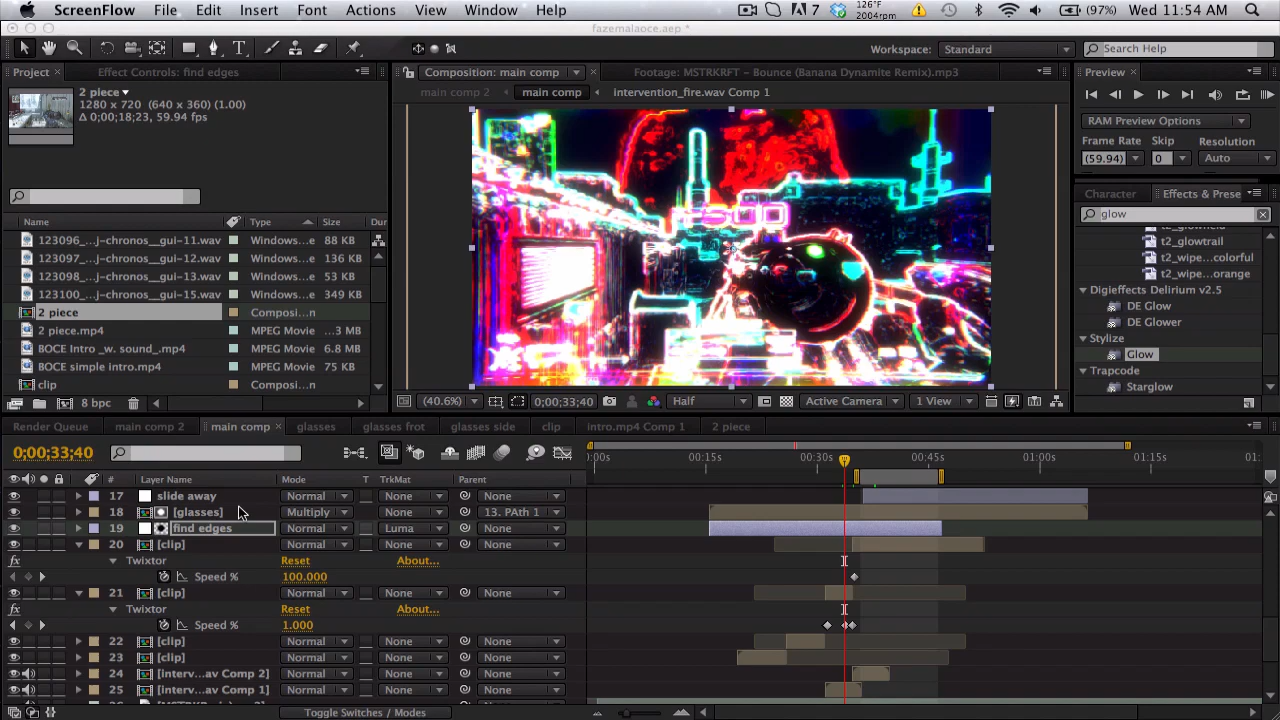 ScreenFlow File Edit Insert Font Actions View Window Help 7 126°F 2004rpm (97%) Wed 11:54 AM
fazemalaoce.aep *
Workspace: Standard Search Help
Project Effect Controls: find edges Composition: main comp Footage: MSTRKRFT - Bounce (Banana Dynamite Remix).mp3 Preview
2 piece
1280 x 720 (640 x 360) (1.00)
Δ 0;00;18;23, 59.94 fps
main comp 2 main comp intervention_fire.wav Comp 1
RAM Preview Options
Frame Rate Skip Resolution
(59.94) 0 Auto
Character Effects & Prese
glow
Name Type Size Dur
123096_...j-chronos__gui-11.wav Windows...e 88 KB
123097_...j-chronos__gui-12.wav Windows...e 136 KB
123098_...j-chronos__gui-13.wav Windows...e 53 KB
123100_...j-chronos__gui-15.wav Windows...e 349 KB
2 piece Composi...n
2 piece.mp4 MPEG Movie ...3 MB
BOCE Intro _w. sound_.mp4 MPEG Movie 6.8 MB
BOCE simple intro.mp4 MPEG Movie 75 KB
clip Composi...n
t2_glowtrail
t2_wipe...colorful
t2_wipe...orange
Digieffects Delirium v2.5
DE Glow
DE Glower
Stylize
Glow
Trapcode
Starglow
8 bpc (40.6%) 0;00;33;40 Half Active Camera 1 View
Render Queue main comp 2 main comp glasses glasses frot glasses side clip intro.mp4 Comp 1 2 piece
0;00;33;40
:00s 00:15s 00:30s 00:45s 01:00s 01:15s 01:
# Layer Name Mode T TrkMat Parent
17 slide away Normal None None
18 [glasses] Multiply None 13. PAth 1
19 find edges Normal Luma None
20 [clip] Normal None None
fx Twixtor Reset About...
Speed % 100.000
21 [clip] Normal None None
fx Twixtor Reset About...
Speed % 1.000
22 [clip] Normal None None
23 [clip] Normal None None
24 [interv...av Comp 2] Normal None None
25 [interv...av Comp 1] Normal None None
Toggle Switches / Modes